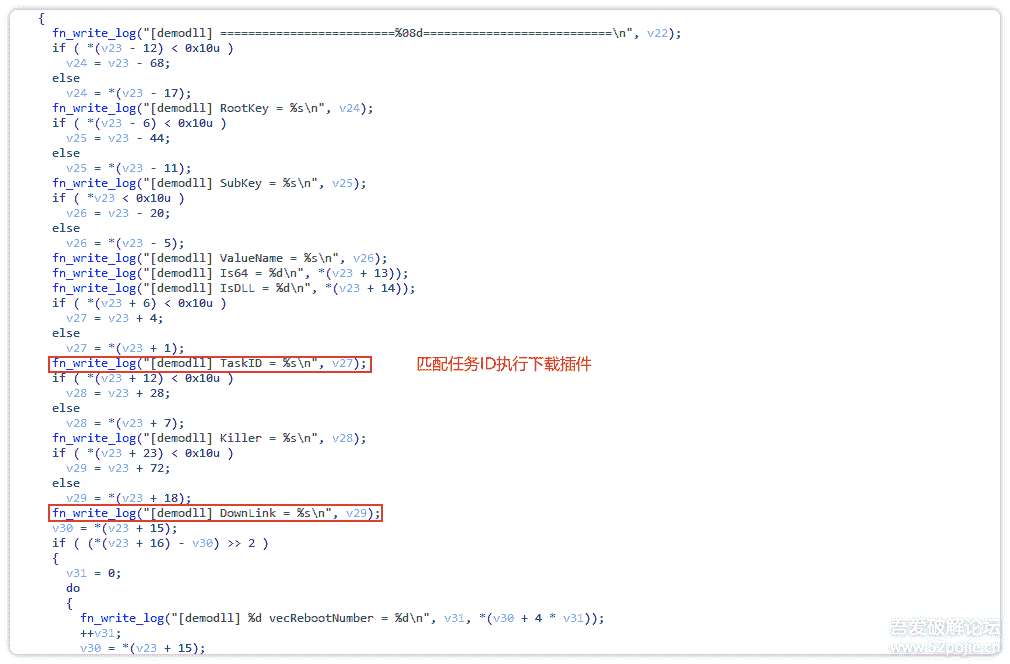 {
fn_write_log("[demodll] =========================%08d===========================\n", v22);
if ( *(v23 - 12) < 0x10u )
v24 = v23 - 68;
else
v24 = *(v23 - 17);
fn_write_log("[demodll] RootKey = %s\n", v24);
if ( *(v23 - 6) < 0x10u )
v25 = v23 - 44;
else
v25 = *(v23 - 11);
fn_write_log("[demodll] SubKey = %s\n", v25);
if ( *v23 < 0x10u )
v26 = v23 - 20;
else
v26 = *(v23 - 5);
fn_write_log("[demodll] ValueName = %s\n", v26);
fn_write_log("[demodll] Is64 = %d\n", *(v23 + 13));
fn_write_log("[demodll] IsDLL = %d\n", *(v23 + 14));
if ( *(v23 + 6) < 0x10u )
v27 = v23 + 4;
else
v27 = *(v23 + 1);
fn_write_log("[demodll] TaskID = %s\n", v27); 匹配任务ID执行下载插件
if ( *(v23 + 12) < 0x10u )
v28 = v23 + 28;
else
v28 = *(v23 + 7);
fn_write_log("[demodll] Killer = %s\n", v28);
if ( *(v23 + 23) < 0x10u )
v29 = v23 + 72;
else
v29 = *(v23 + 18);
fn_write_log("[demodll] DownLink = %s\n", v29);
v30 = *(v23 + 15);
if ( (*(v23 + 16) - v30) >> 2 )
{
v31 = 0;
do
{
fn_write_log("[demodll] %d vecRebootNumber = %d\n", v31, *(v30 + 4 * v31));
++v31;
v30 = *(v23 + 15);
吾爱破解论坛
www.52pojie.cn